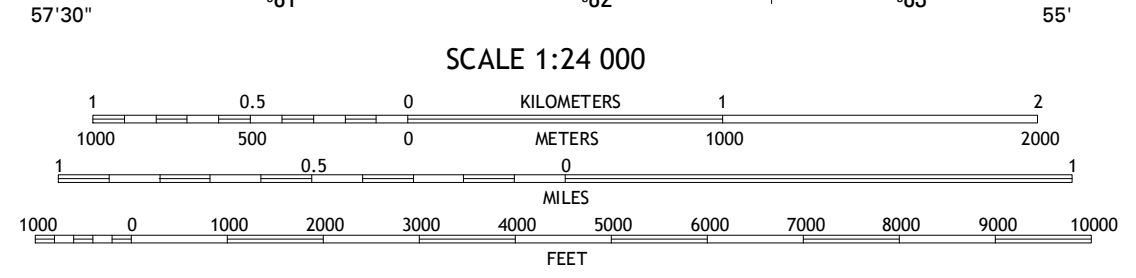 57'30"
55'
SCALE 1:24 000
1 0.5 0 KILOMETERS 1 2
1000 500 0 METERS 1000 2000
1 0.5 0 1
MILES
1000 0 1000 2000 3000 4000 5000 6000 7000 8000 9000 10000
FEET